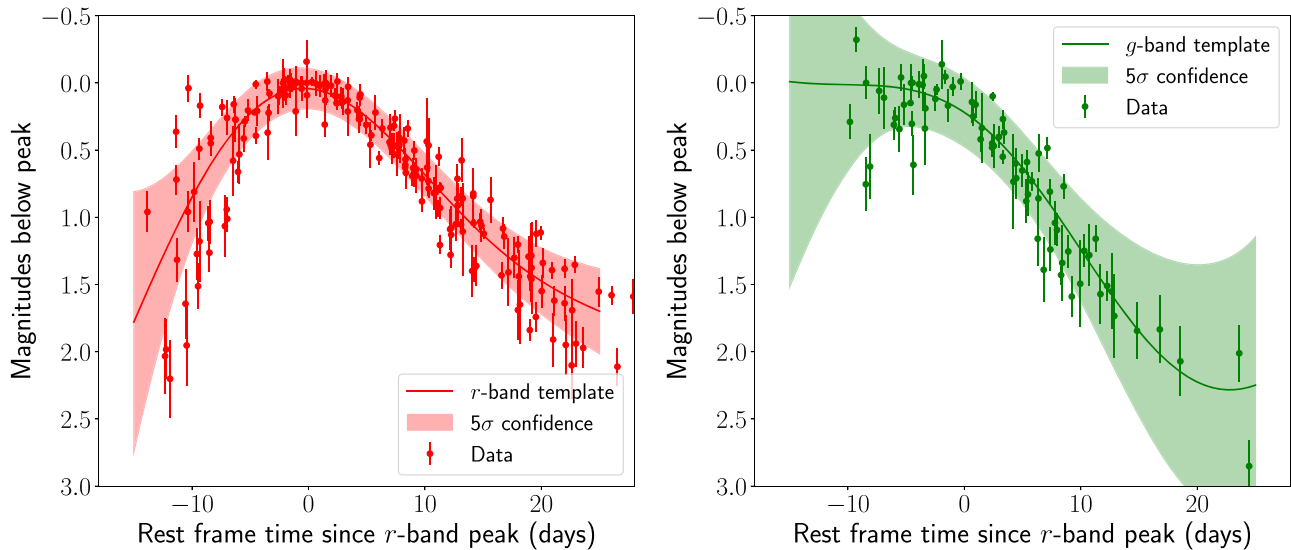 −0.5
0.0
0.5
1.0
1.5
2.0
2.5
3.0
Magnitudes below peak
−10
0
10
20
Rest frame time since r-band peak (days)
r-band template
5σ confidence
Data
−0.5
0.0
0.5
1.0
1.5
2.0
2.5
3.0
Magnitudes below peak
−10
0
10
20
Rest frame time since r-band peak (days)
g-band template
5σ confidence
Data